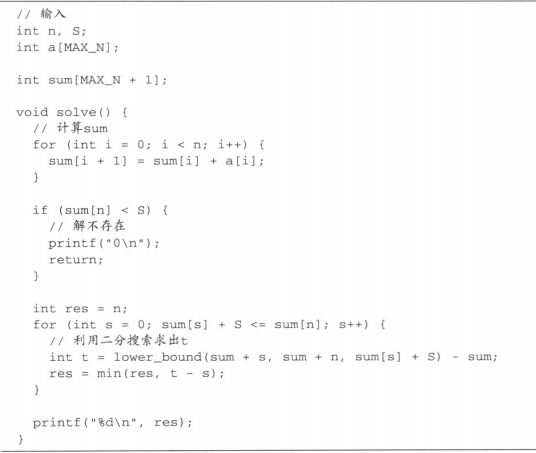 // 输入
int n, S;
int a[MAX_N];

int sum[MAX_N + 1];

void solve() {
  // 计算sum
  for (int i = 0; i < n; i++) {
    sum[i + 1] = sum[i] + a[i];
  }

  if (sum[n] < S) {
    // 解不存在
    printf("0\n");
    return;
  }

  int res = n;
  for (int s = 0; sum[s] + S <= sum[n]; s++) {
    // 利用二分搜索求出t
    int t = lower_bound(sum + s, sum + n, sum[s] + S) - sum;
    res = min(res, t - s);
  }

  printf("%d\n", res);
}